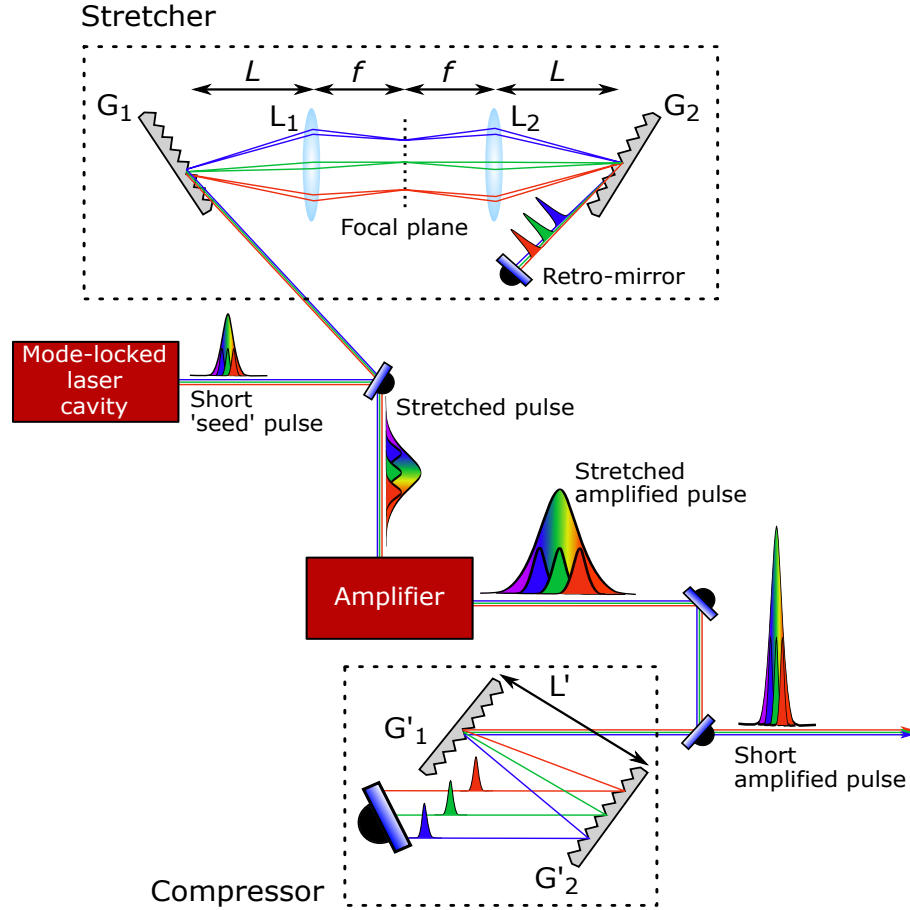 Stretcher
L f f L
G1 L1 L2 G2
Focal plane
Retro-mirror
Mode-locked
laser
cavity
Short
'seed' pulse
Stretched pulse
Stretched
amplified pulse
Amplifier
L'
G'1
Short
amplified pulse
G'2
Compressor